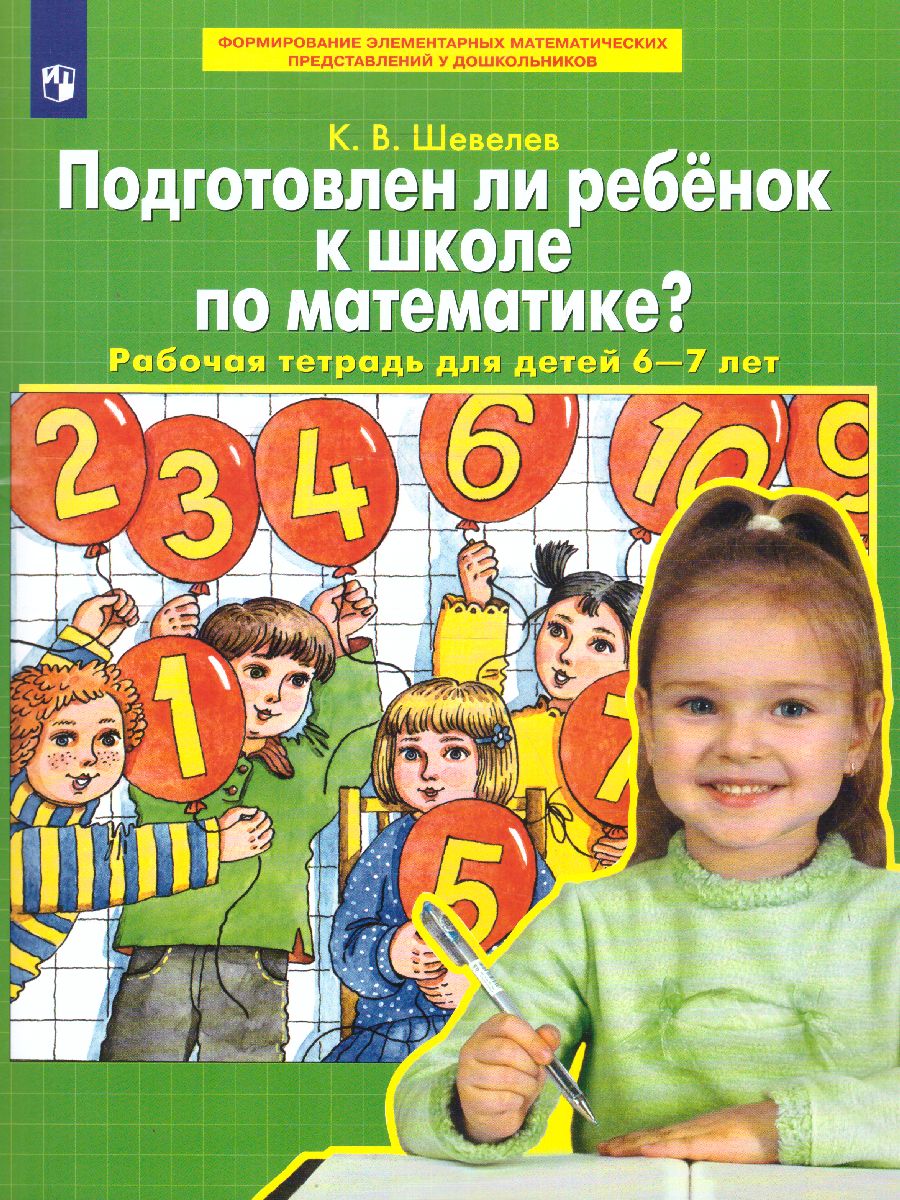 ФОРМИРОВАНИЕ ЭЛЕМЕНТАРНЫХ МАТЕМАТИЧЕСКИХ
ПРЕДСТАВЛЕНИЙ У ДОШКОЛЬНИКОВ
ИП
К. В. Шевелев
Подготовлен ли ребёнок
к школе
по математике?
Рабочая тетрадь для детей 6–7 лет
2 3 4 6 10 9
1 7
5